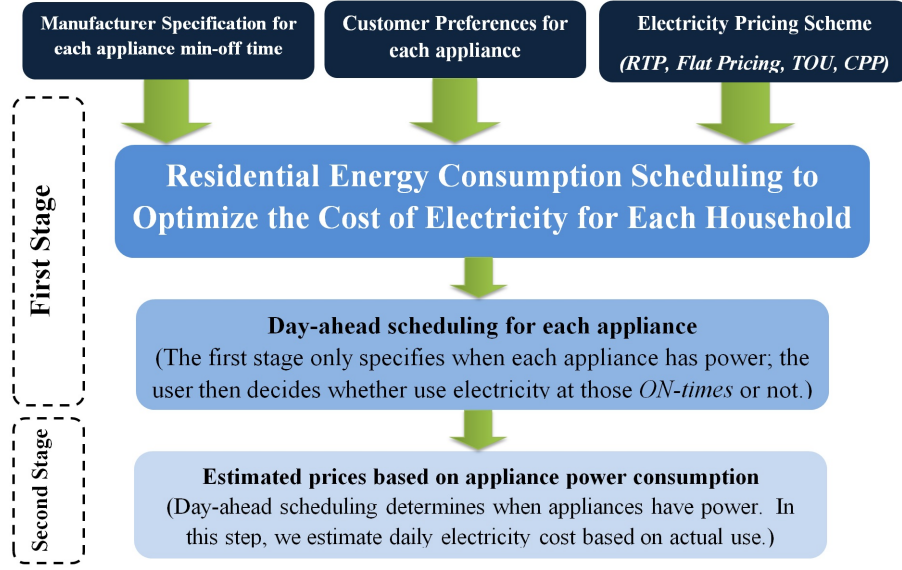 Manufacturer Specification for
each appliance min-off time
Customer Preferences for
each appliance
Electricity Pricing Scheme
(RTP, Flat Pricing, TOU, CPP)
First Stage
Residential Energy Consumption Scheduling to
Optimize the Cost of Electricity for Each Household
Day-ahead scheduling for each appliance
(The first stage only specifies when each appliance has power; the
user then decides whether use electricity at those ON-times or not.)
Second Stage
Estimated prices based on appliance power consumption
(Day-ahead scheduling determines when appliances have power. In
this step, we estimate daily electricity cost based on actual use.)